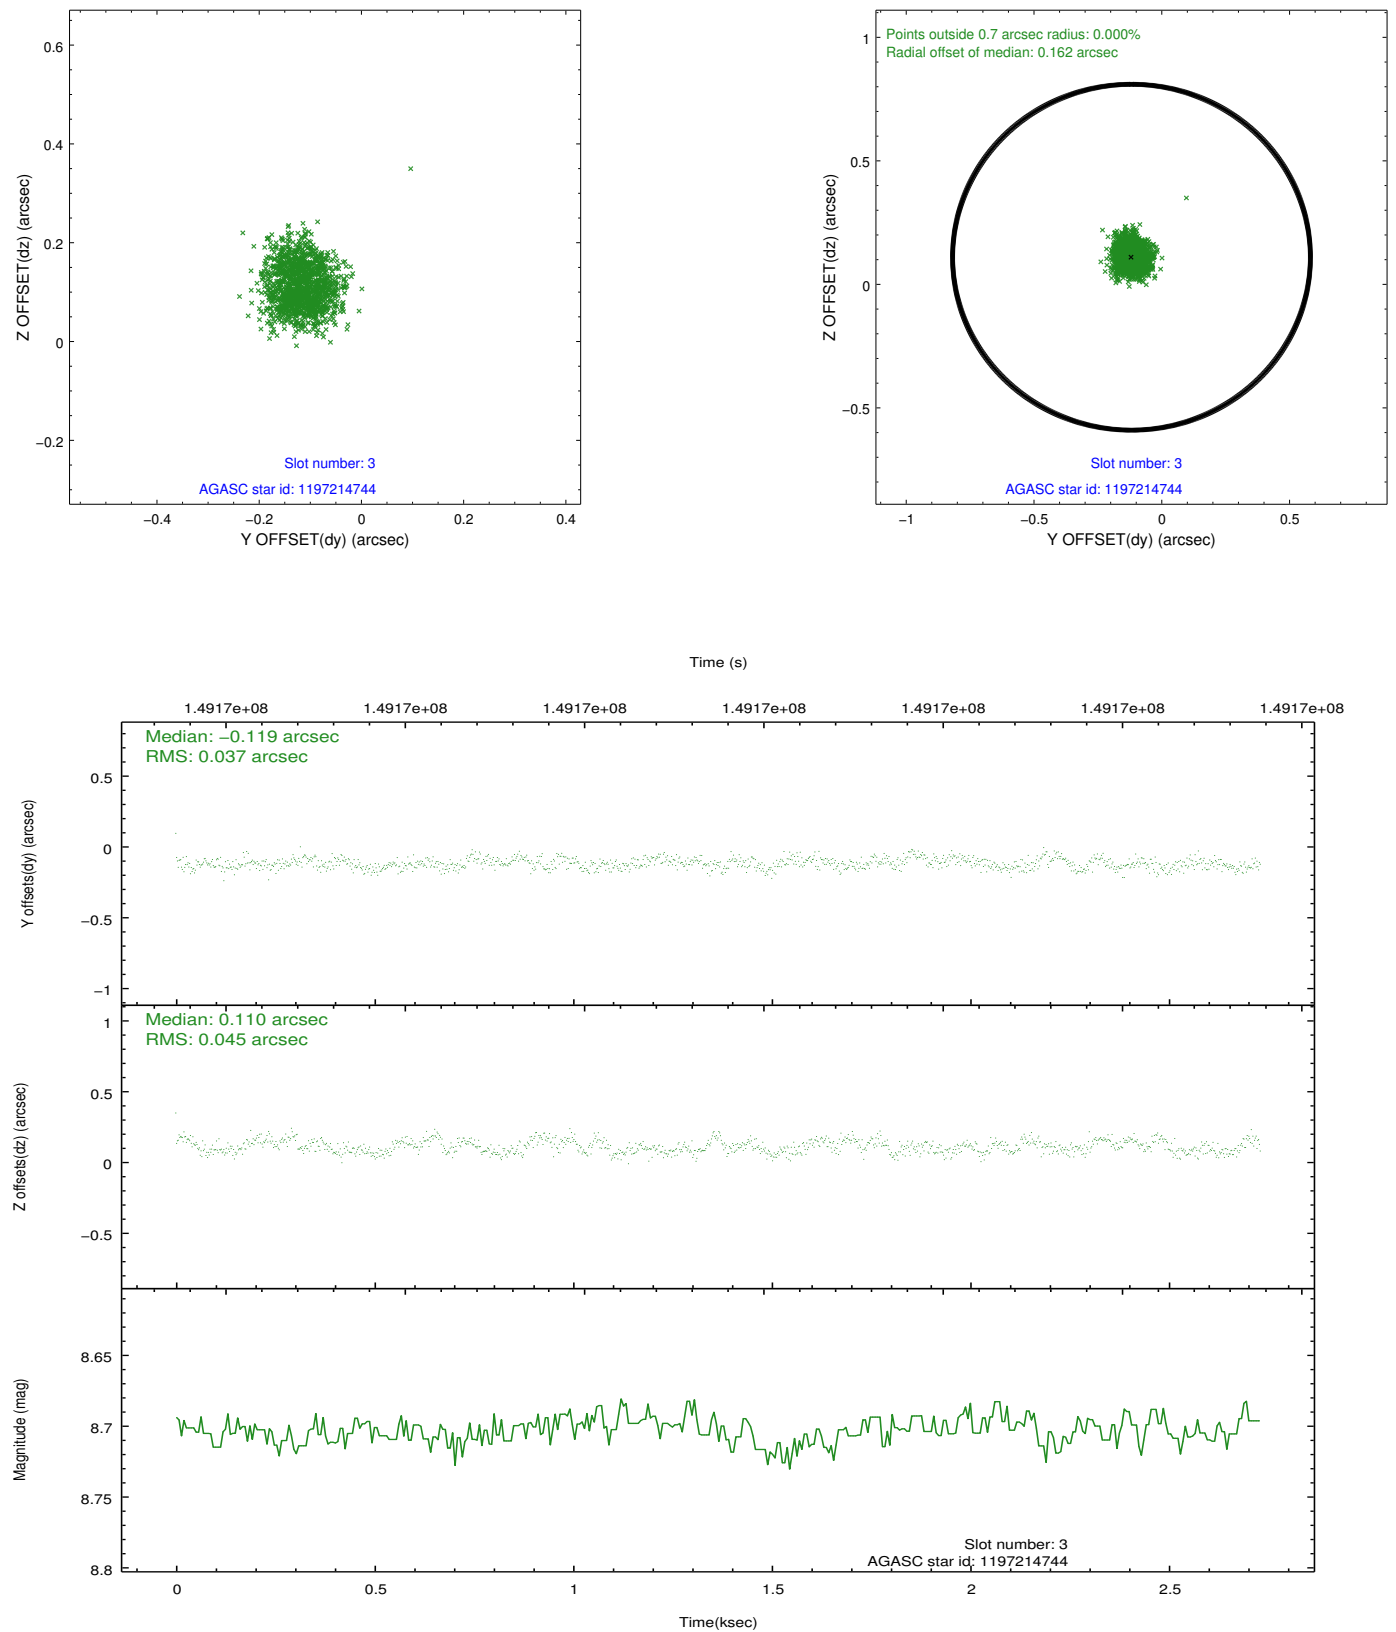 0.6
0.4
0.2
0
−0.2
Z OFFSET(dz) (arcsec)
Slot number: 3
AGASC star id: 1197214744
−0.4 −0.2 0 0.2 0.4
Y OFFSET(dy) (arcsec)
Points outside 0.7 arcsec radius: 0.000%
Radial offset of median: 0.162 arcsec
1
0.5
0
−0.5
Z OFFSET(dz) (arcsec)
Slot number: 3
AGASC star id: 1197214744
−1 −0.5 0 0.5
Y OFFSET(dy) (arcsec)
Time (s)
1.4917e+08 1.4917e+08 1.4917e+08 1.4917e+08 1.4917e+08 1.4917e+08 1.4917e+08
Median: −0.119 arcsec
RMS: 0.037 arcsec
0.5
0
−0.5
−1
Y offsets(dy) (arcsec)
Median: 0.110 arcsec
RMS: 0.045 arcsec
1
0.5
0
−0.5
Z offsets(dz) (arcsec)
8.65
8.7
8.75
8.8
Magnitude (mag)
Slot number: 3
AGASC star id: 1197214744
0 0.5 1 1.5 2 2.5
Time(ksec)